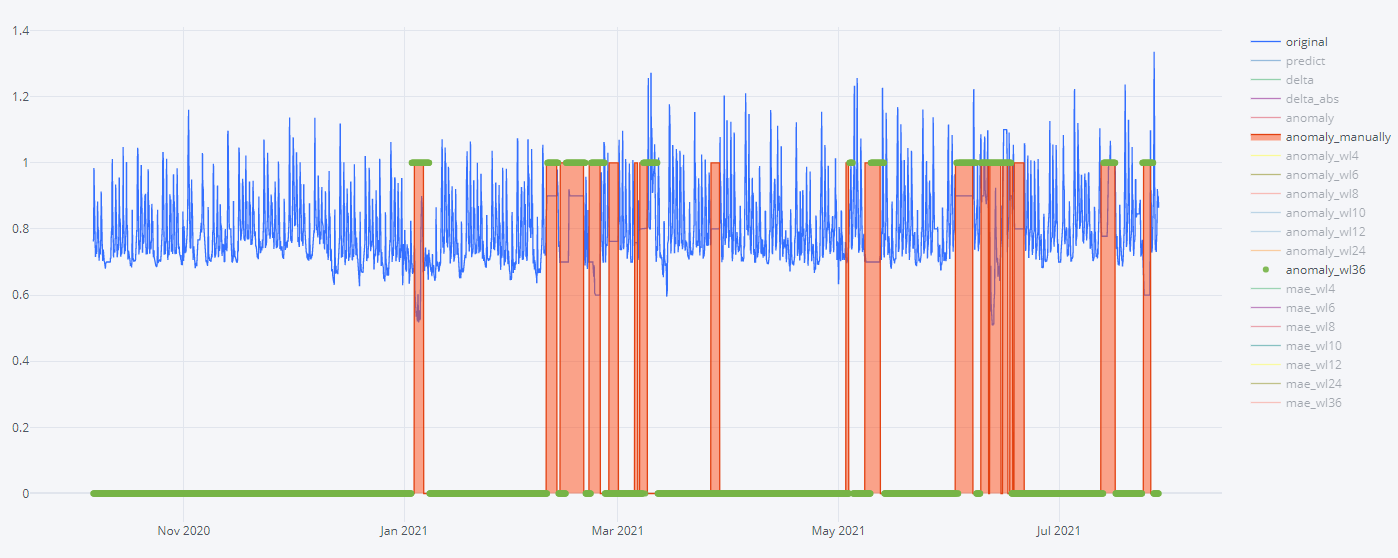 1.4
1.2
1
0.8
0.6
0.4
0.2
0
Nov 2020
Jan 2021
Mar 2021
May 2021
Jul 2021
original
predict
delta
delta_abs
anomaly
anomaly_manually
anomaly_wl4
anomaly_wl6
anomaly_wl8
anomaly_wl10
anomaly_wl12
anomaly_wl24
anomaly_wl36
mae_wl4
mae_wl6
mae_wl8
mae_wl10
mae_wl12
mae_wl24
mae_wl36